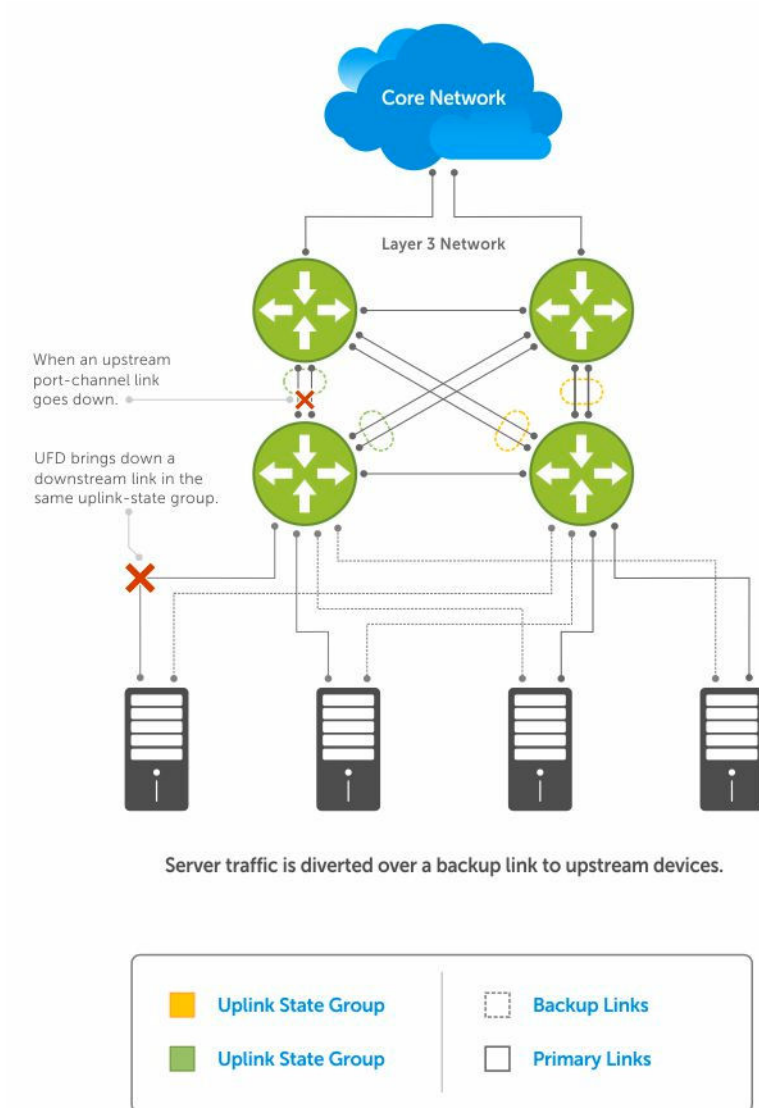 Core Network
Layer 3 Network
When an upstream
port-channel link
goes down.
UFD brings down a
downstream link in the
same uplink-state group.
Server traffic is diverted over a backup link to upstream devices.
Uplink State Group
Backup Links
Uplink State Group
Primary Links